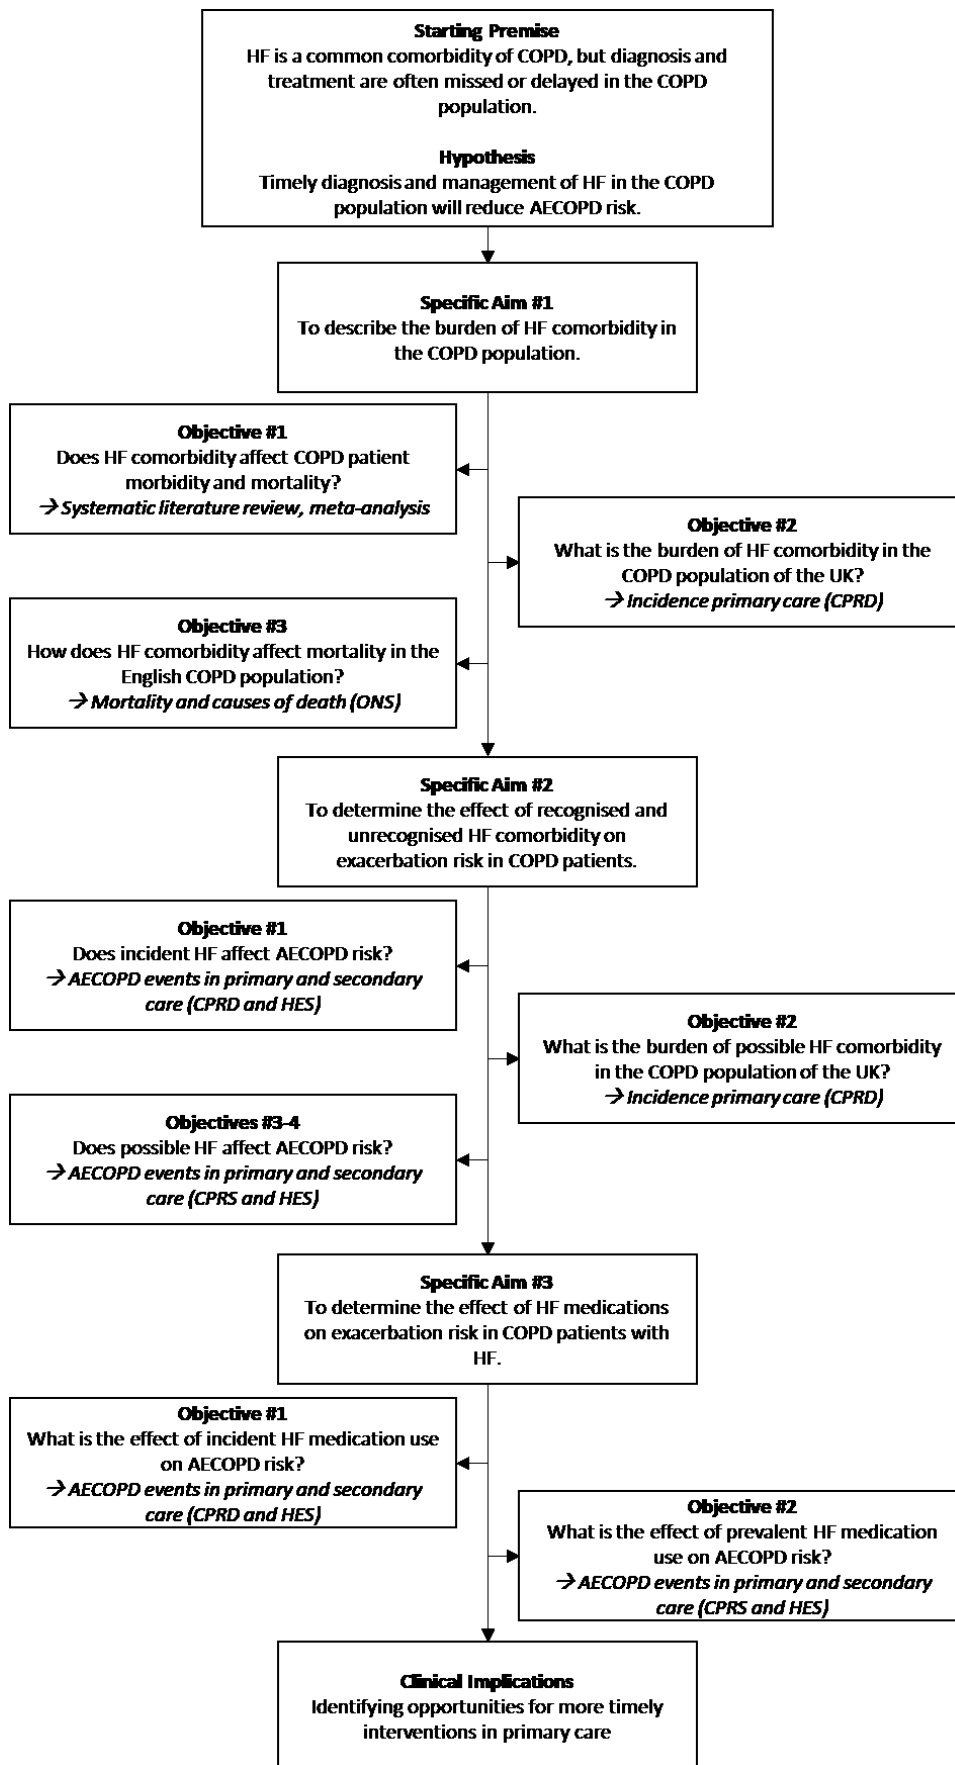 Starting Premise
HF is a common comorbidity of COPD, but diagnosis and
treatment are often missed or delayed in the COPD
population.
Hypothesis
Timely diagnosis and management of HF in the COPD
population will reduce AECOPD risk.
Specific Aim #1
To describe the burden of HF comorbidity in
the COPD population.
Objective #1
Does HF comorbidity affect COPD patient
morbidity and mortality?
→ Systematic literature review, meta-analysis
Objective #2
What is the burden of HF comorbidity in the
COPD population of the UK?
→ Incidence primary care (CPRD)
Objective #3
How does HF comorbidity affect mortality in the
English COPD population?
→ Mortality and causes of death (ONS)
Specific Aim #2
To determine the effect of recognised and
unrecognised HF comorbidity on
exacerbation risk in COPD patients.
Objective #1
Does incident HF affect AECOPD risk?
→ AECOPD events in primary and secondary
care (CPRD and HES)
Objective #2
What is the burden of possible HF comorbidity
in the COPD population of the UK?
→ Incidence primary care (CPRD)
Objectives #3-4
Does possible HF affect AECOPD risk?
→ AECOPD events in primary and secondary
care (CPRS and HES)
Specific Aim #3
To determine the effect of HF medications
on exacerbation risk in COPD patients with
HF.
Objective #1
What is the effect of incident HF medication use
on AECOPD risk?
→ AECOPD events in primary and secondary
care (CPRD and HES)
Objective #2
What is the effect of prevalent HF medication
use on AECOPD risk?
→ AECOPD events in primary and secondary
care (CPRS and HES)
Clinical Implications
Identifying opportunities for more timely
interventions in primary care